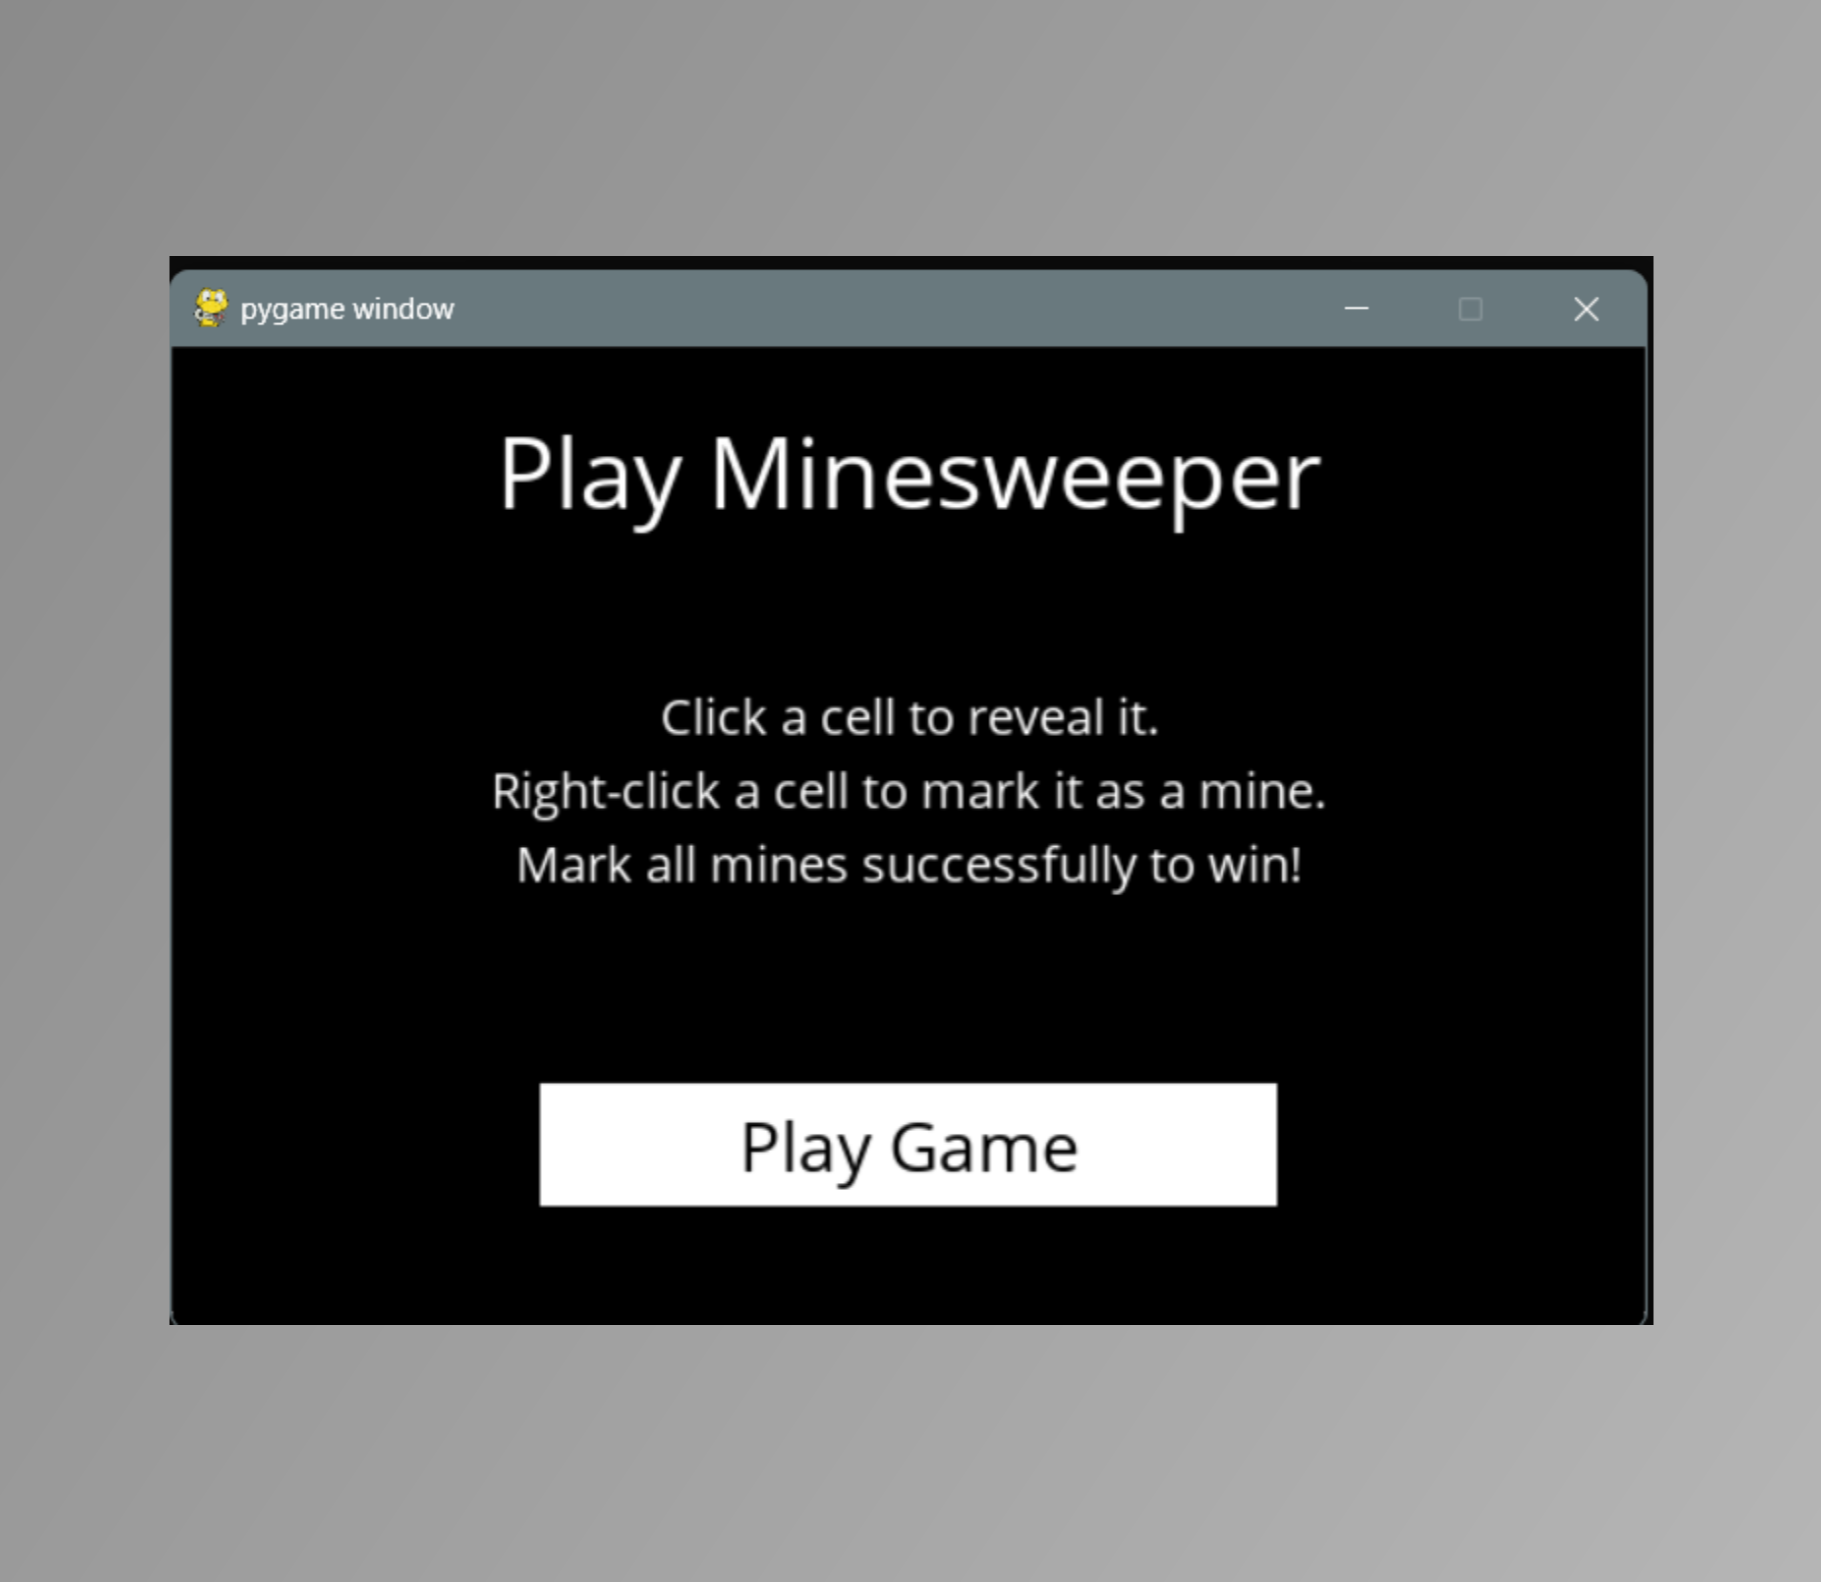 pygame window
Play Minesweeper
Click a cell to reveal it.
Right-click a cell to mark it as a mine.
Mark all mines successfully to win!
Play Game